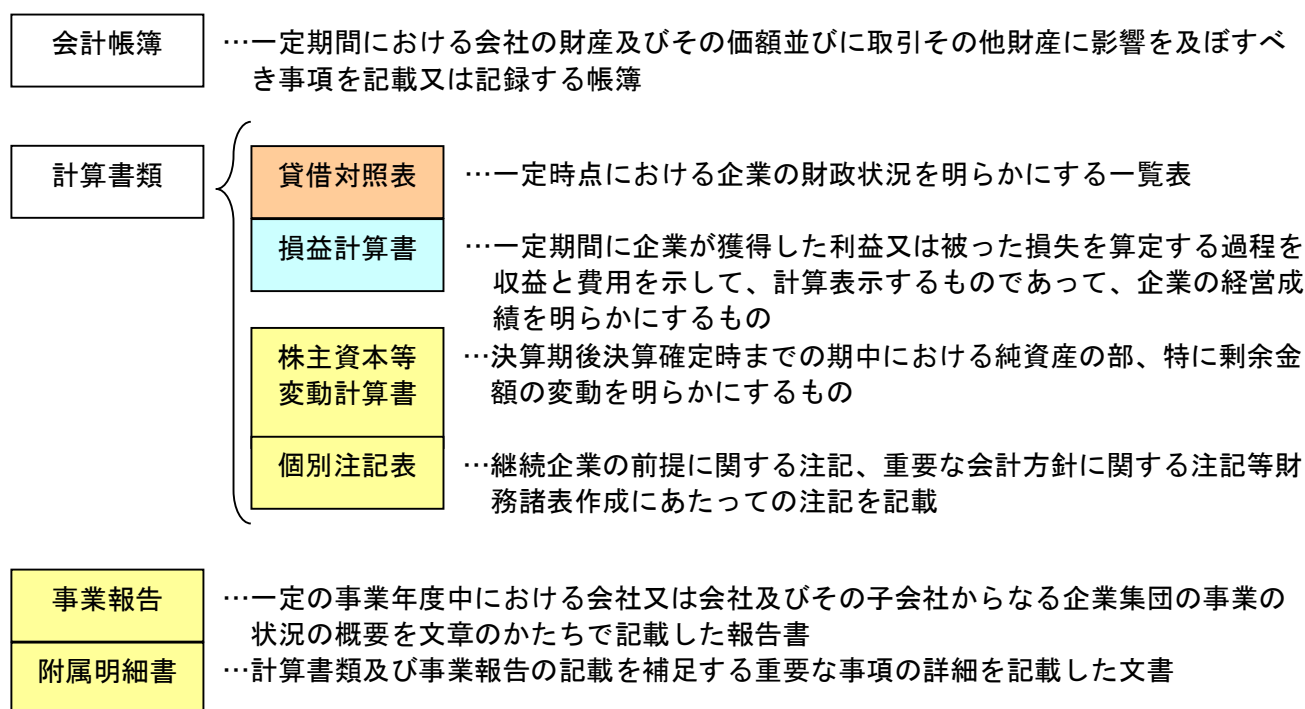 会計帳簿
…一定期間における会社の財産及びその価額並びに取引その他財産に影響を及ぼすべ
き事項を記載又は記録する帳簿
計算書類
貸借対照表
…一定時点における企業の財政状況を明らかにする一覧表
損益計算書
…一定期間に企業が獲得した利益又は被った損失を算定する過程を
収益と費用を示して、計算表示するものであって、企業の経営成
績を明らかにするもの
株主資本等
変動計算書
…決算期後決算確定時までの期中における純資産の部、特に剰余金
額の変動を明らかにするもの
個別注記表
…継続企業の前提に関する注記、重要な会計方針に関する注記等財
務諸表作成にあたっての注記を記載
事業報告
…一定の事業年度中における会社又は会社及びその子会社からなる企業集団の事業の
状況の概要を文章のかたちで記載した報告書
附属明細書
…計算書類及び事業報告の記載を補足する重要な事項の詳細を記載した文書